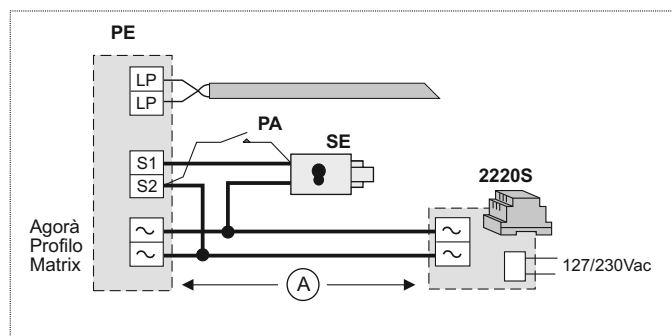 PE
LP
LP
PA
SE
S1
S2
2220S
Agorà
Profilo
Matrix
~
~
~
~
A
127/230Vac